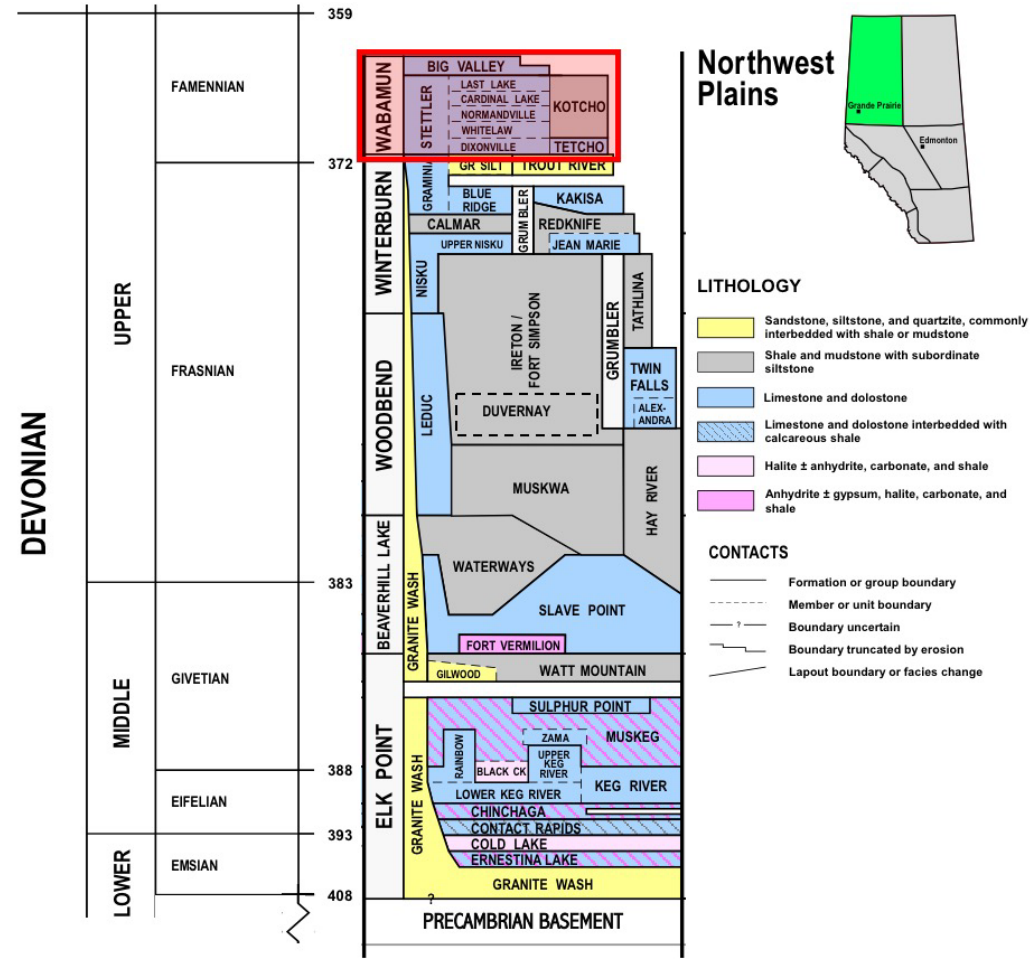 359
DEVONIAN
UPPER
MIDDLE
LOWER
FAMENNIAN
372
FRASNIAN
383
GIVETIAN
388
EIFELIAN
393
EMSIAN
408
WABAMUN
WINTERBURN
WOODBEND
BEAVERHILL LAKE
ELK POINT
BIG VALLEY
STETTLER
LAST LAKE
CARDINAL LAKE
NORMANDVILLE
WHITELAW
DIXONVILLE
KOTCHO
TETCHO
GRAMINIA
GR SILT
TROUT RIVER
BLUE
RIDGE
GRUMBLER
KAKISA
CALMAR
REDKNIFE
UPPER NISKU
JEAN MARIE
NISKU
IRETON /
FORT SIMPSON
GRUMBLER
TATHLINA
TWIN
FALLS
ALEX-
ANDRA
LEDUC
DUVERNAY
MUSKWA
HAY RIVER
WATERWAYS
GRANITE WASH
SLAVE POINT
FORT VERMILION
GILWOOD
WATT MOUNTAIN
SULPHUR POINT
MUSKEG
RAINBOW
ZAMA
UPPER
KEG
RIVER
BLACK CK
LOWER KEG RIVER
KEG RIVER
GRANITE WASH
CHINCHAGA
CONTACT RAPIDS
COLD LAKE
ERNESTINA LAKE
GRANITE WASH
?
PRECAMBRIAN BASEMENT
Northwest
Plains
Grande Prairie
Edmonton
LITHOLOGY
Sandstone, siltstone, and quartzite, commonly
interbedded with shale or mudstone
Shale and mudstone with subordinate
siltstone
Limestone and dolostone
Limestone and dolostone interbedded with
calcareous shale
Halite ± anhydrite, carbonate, and shale
Anhydrite ± gypsum, halite, carbonate, and
shale
CONTACTS
Formation or group boundary
Member or unit boundary
? Boundary uncertain
Boundary truncated by erosion
Lapout boundary or facies change